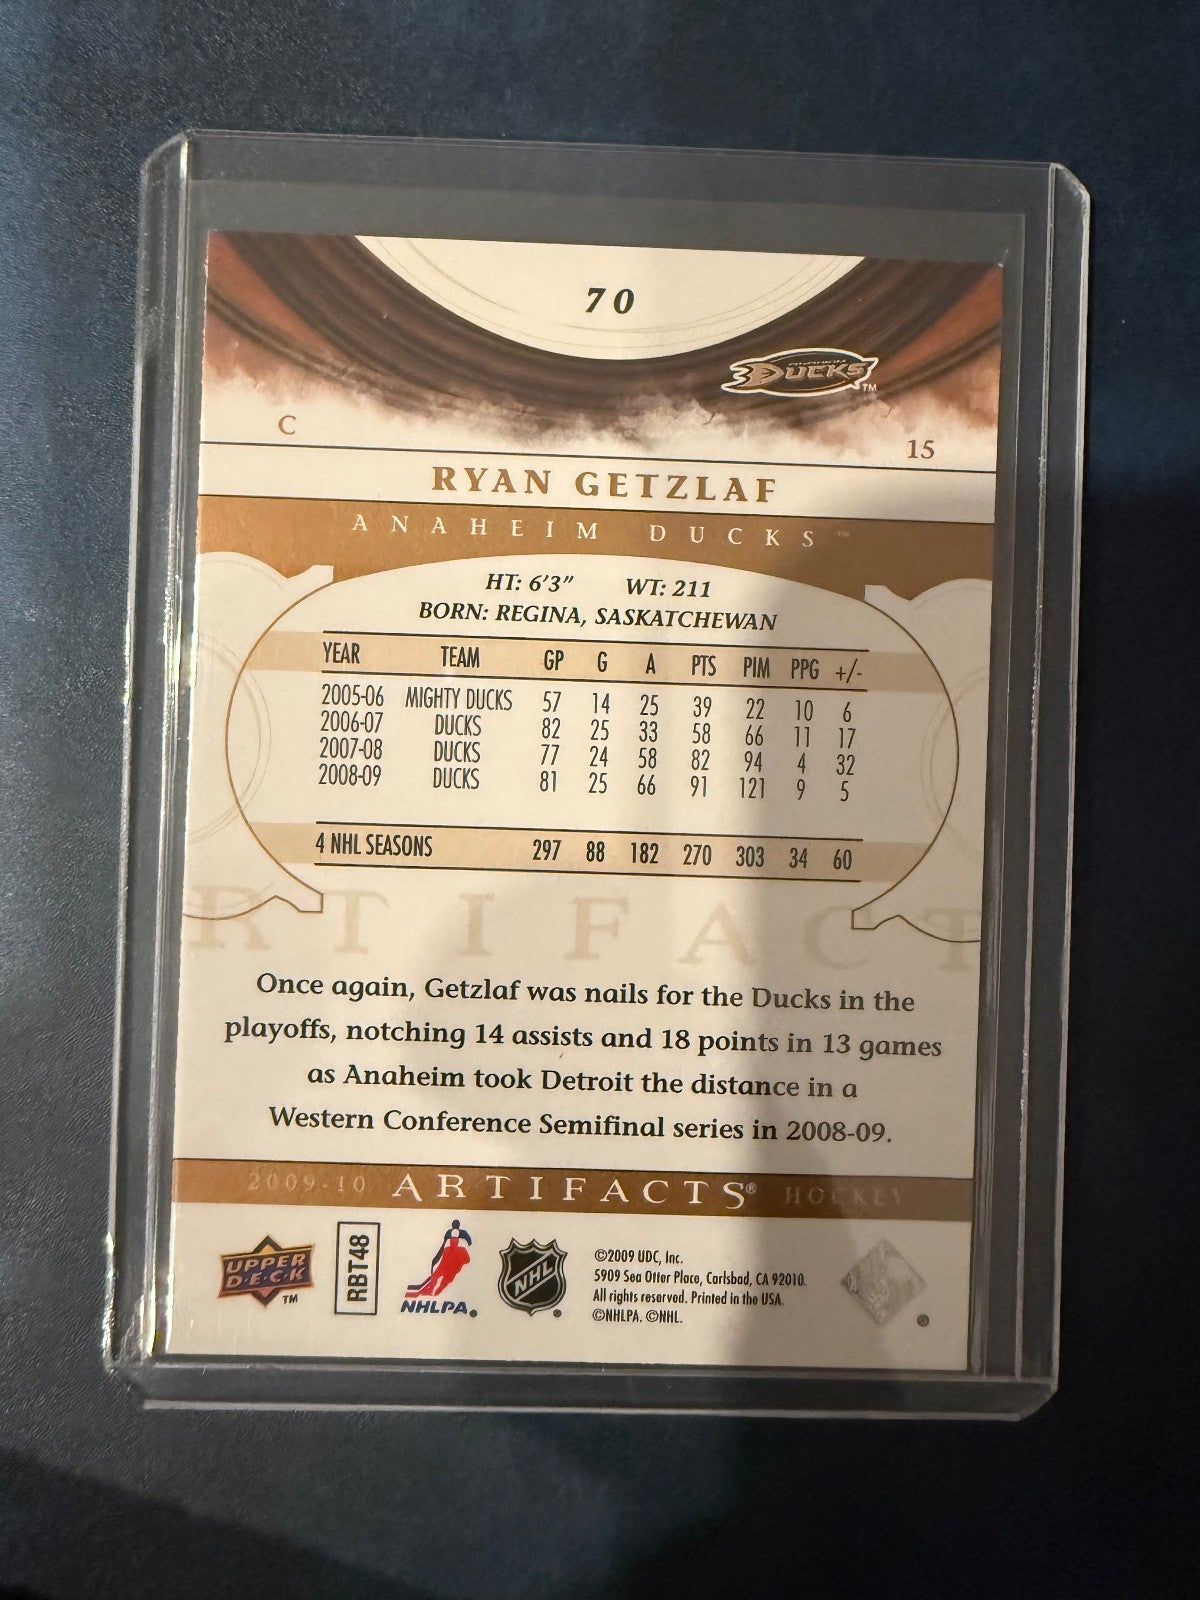 70
DUCKS TM
C
15
RYAN GETZLAF
ANAHEIM DUCKS™
HT: 6'3" WT: 211
BORN: REGINA, SASKATCHEWAN
YEAR TEAM GP G A PTS PIM PPG +/-
2005-06 MIGHTY DUCKS 57 14 25 39 22 10 6
2006-07 DUCKS 82 25 33 58 66 11 17
2007-08 DUCKS 77 24 58 82 94 4 32
2008-09 DUCKS 81 25 66 91 121 9 5
4 NHL SEASONS 297 88 182 270 303 34 60
RTIFACT
Once again, Getzlaf was nails for the Ducks in the
playoffs, notching 14 assists and 18 points in 13 games
as Anaheim took Detroit the distance in a
Western Conference Semifinal series in 2008-09.
2009-10 ARTIFACTS® HOCKEY
UPPER
DECK TM
RBT48
NHLPA®
NHL®
©2009 UDC, Inc.
5909 Sea Otter Place, Carlsbad, CA 92010.
All rights reserved. Printed in the USA.
©NHLPA. ©NHL.
®